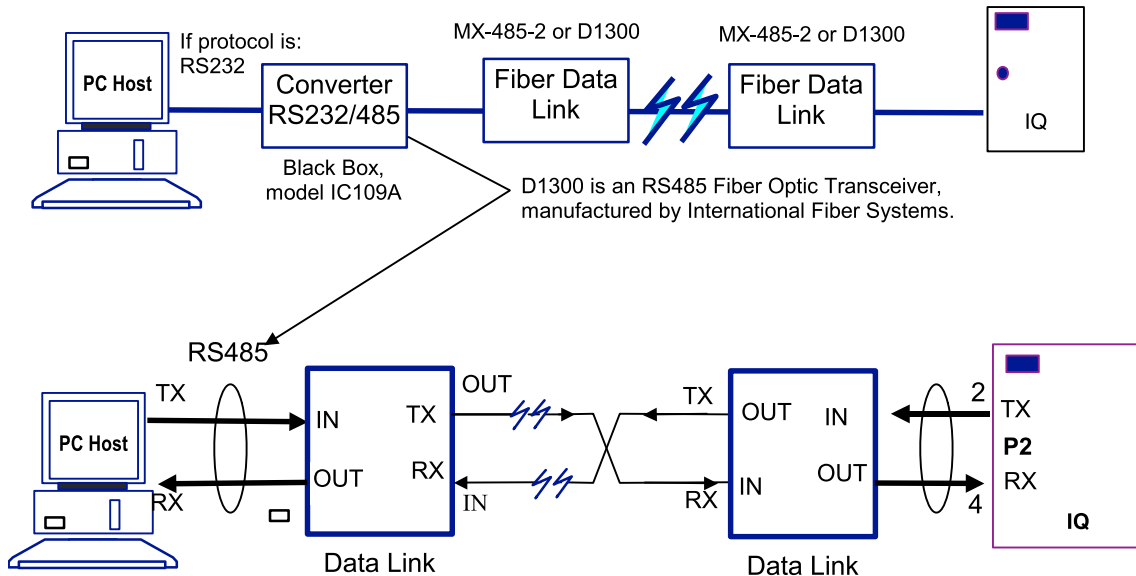 MX-485-2 or D1300
MX-485-2 or D1300
If protocol is:
RS232
PC Host
Converter
RS232/485
Fiber Data
Link
Fiber Data
Link
IQ
Black Box,
model IC109A
D1300 is an RS485 Fiber Optic Transceiver,
manufactured by International Fiber Systems.
RS485
TX
RX
PC Host
IN
OUT
TX
RX
OUT
IN
TX
RX
OUT
IN
IN
OUT
2
4
TX
P2
RX
IQ
Data Link
Data Link